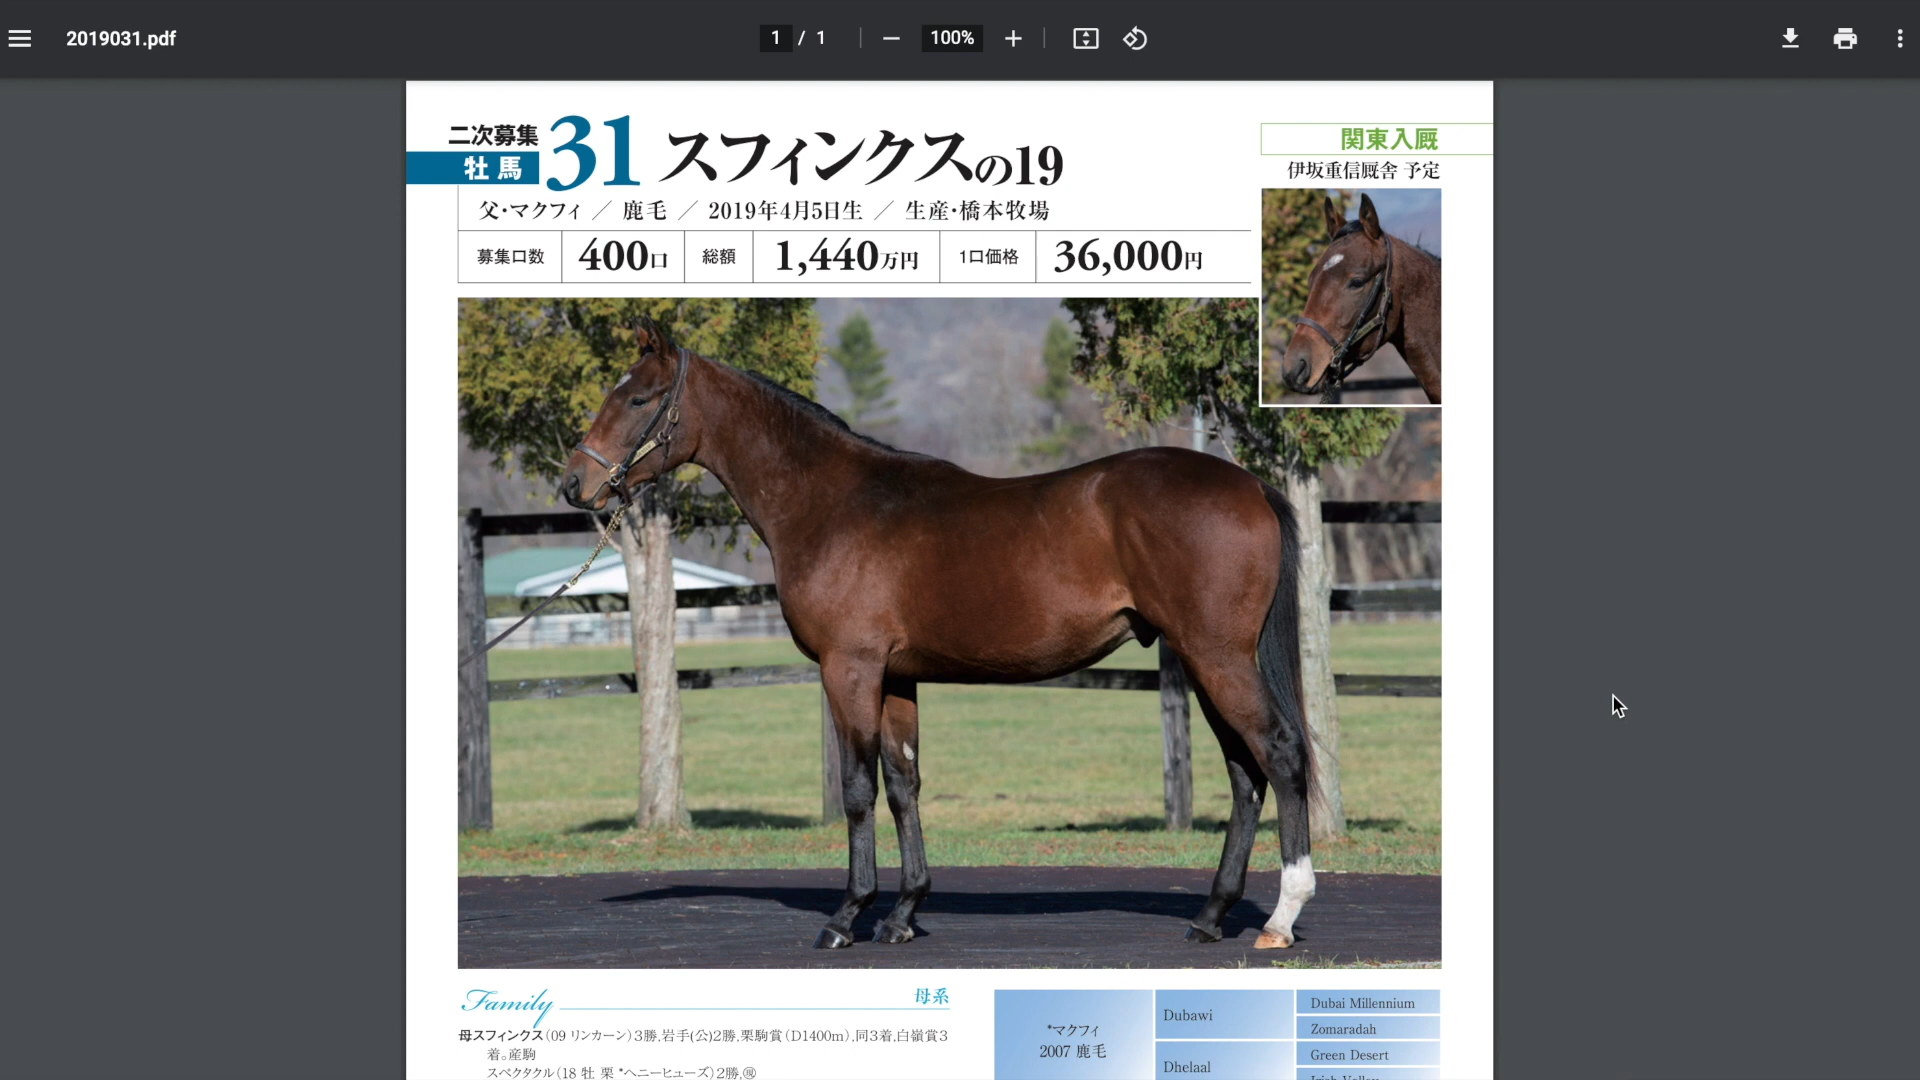 2019031.pdf
1 / 1
100%
二次募集
牡馬
31
スフィンクスの19
関東入厩
伊坂重信厩舎 予定
父・マクフィ ／ 鹿毛 ／ 2019年4月5日生 ／ 生産・橋本牧場
募集口数 400口 総額 1,440万円 1口価格 36,000円
Family 母系
母スフィンクス(09 リンカーン)3勝,岩手(公)2勝,栗駒賞(D1400m),同3着,白嶺賞3
着。産駒
スペクタクル(18 牡 栗 *ヘニーヒューズ)2勝,㊝
*マクフィ
2007 鹿毛
Dubawi
Dhelaal
Dubai Millennium
Zomaradah
Green Desert